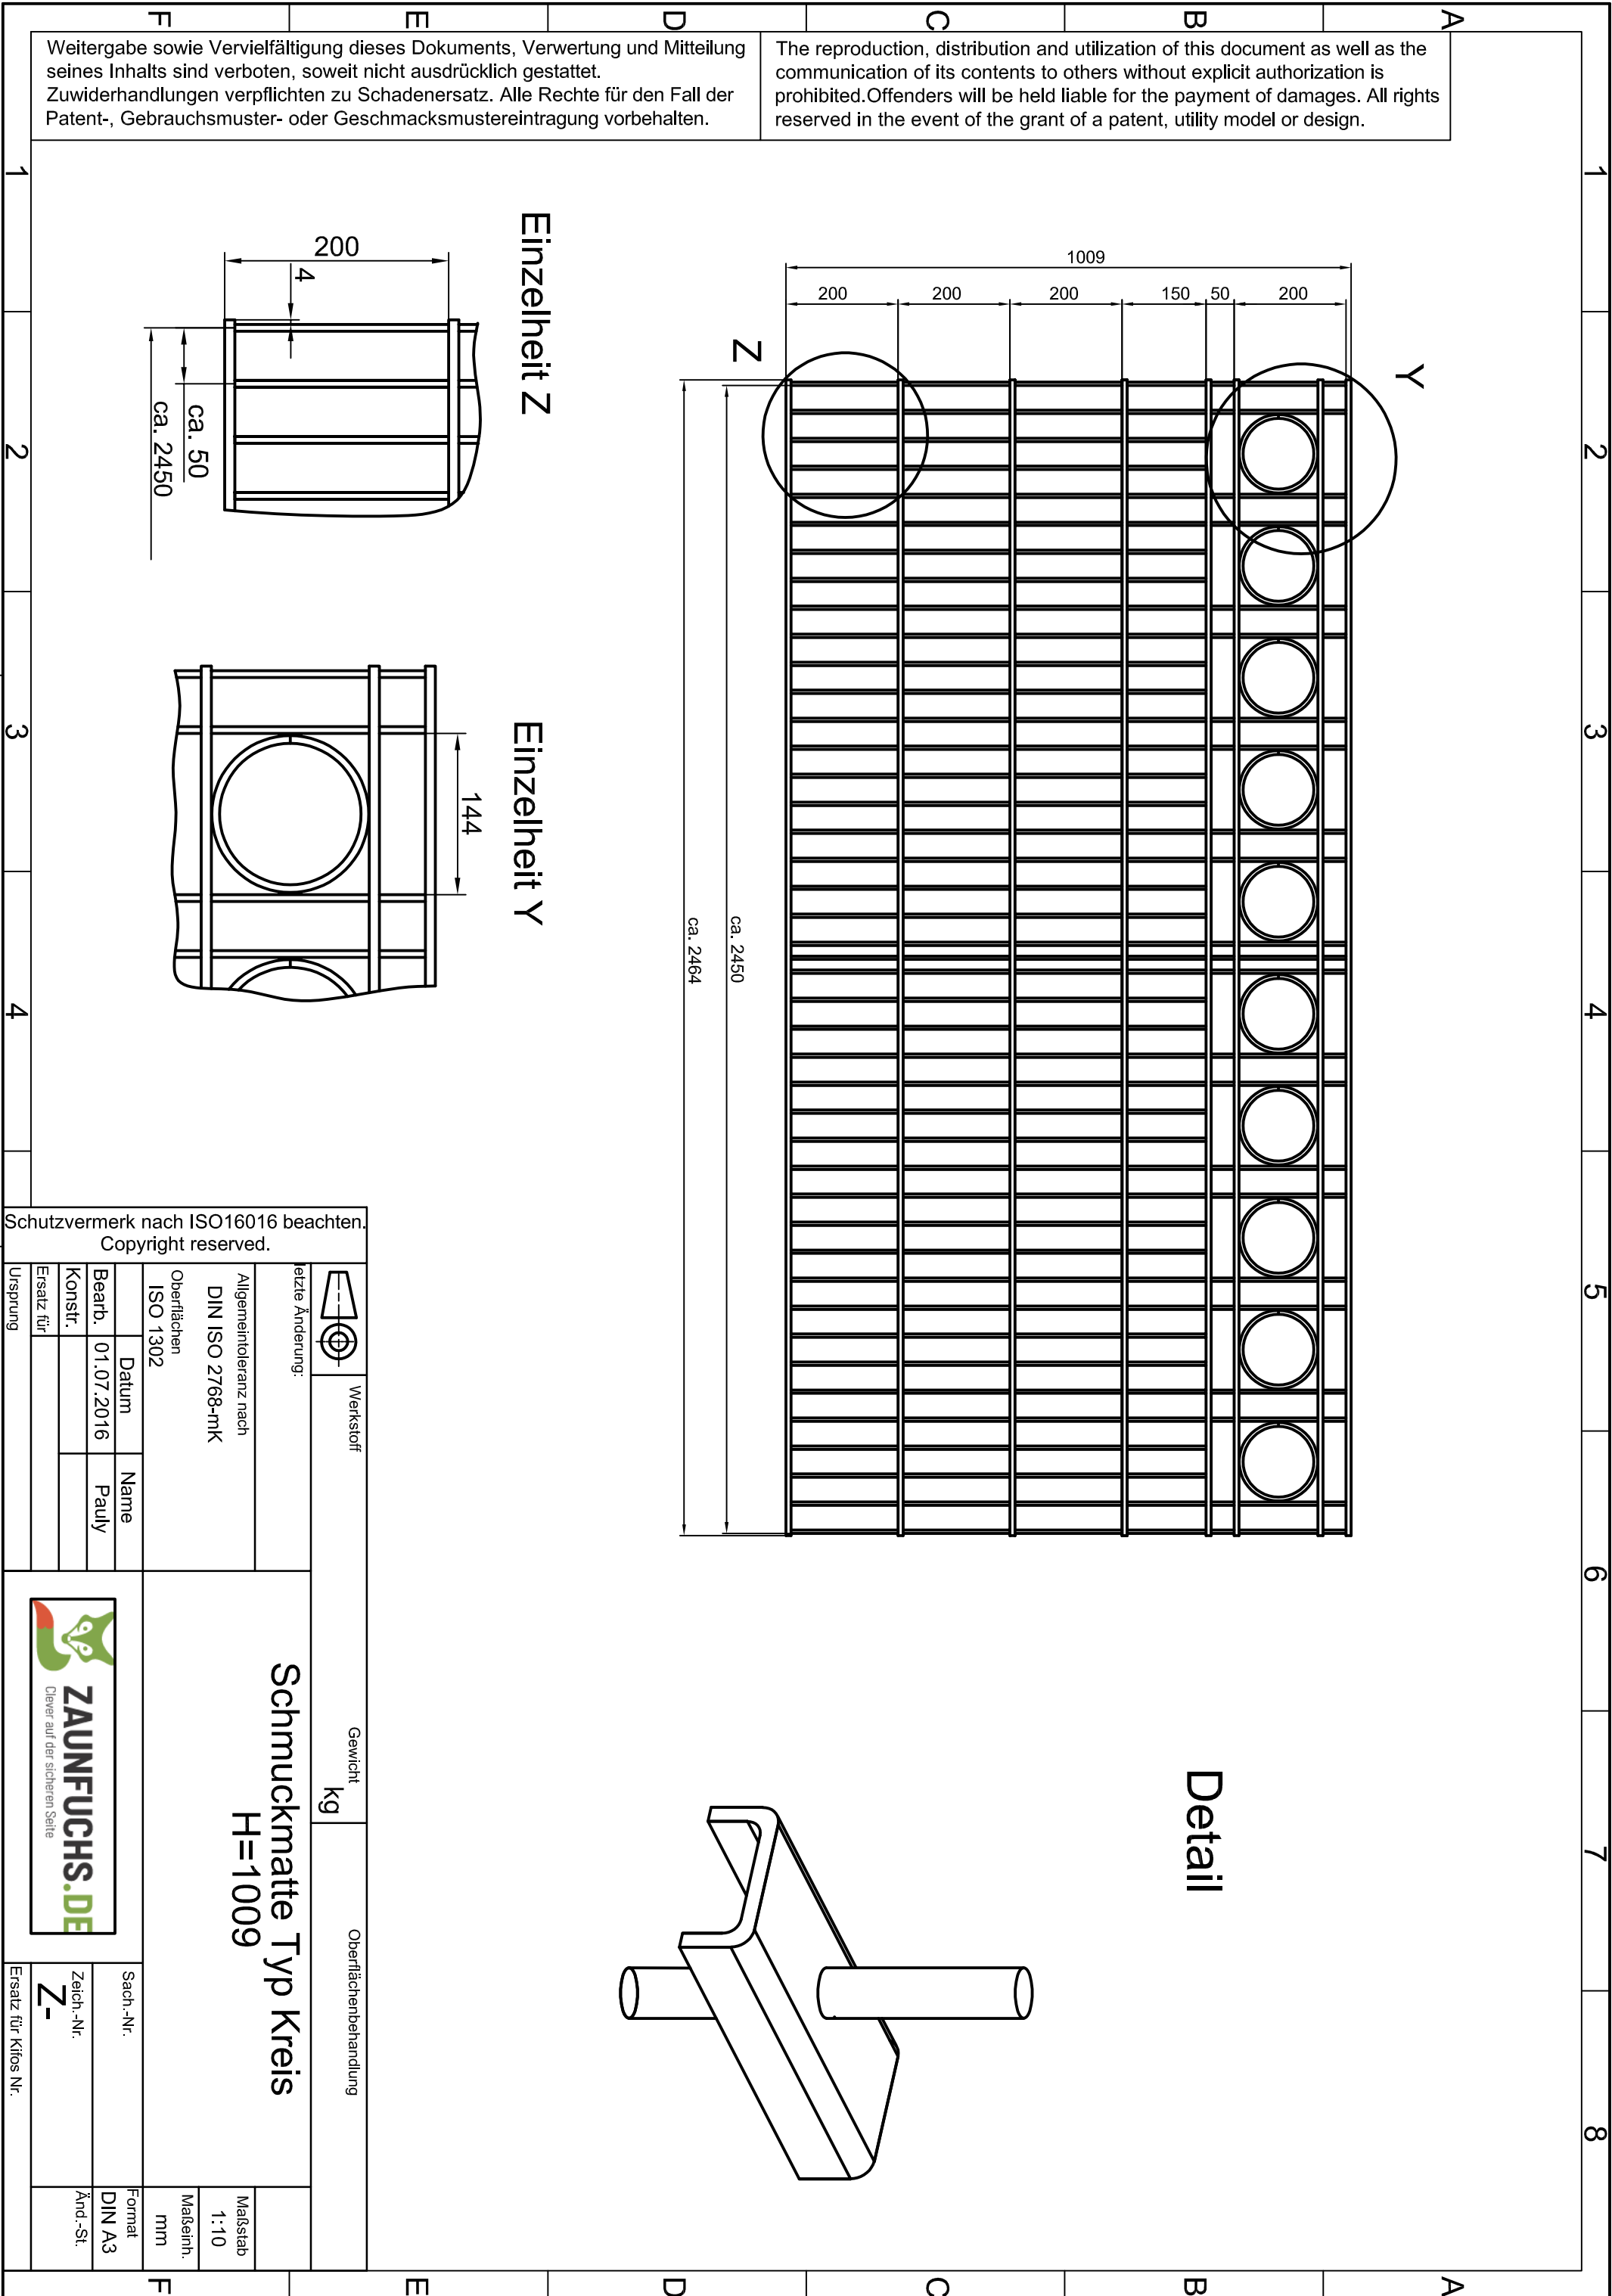 F
E
D
C
B
A
Weitergabe sowie Vervielfältigung dieses Dokuments, Verwertung und Mitteilung
seines Inhalts sind verboten, soweit nicht ausdrücklich gestattet.
Zuwiderhandlungen verpflichten zu Schadenersatz. Alle Rechte für den Fall der
Patent-, Gebrauchsmuster- oder Geschmacksmustereintragung vorbehalten.
The reproduction, distribution and utilization of this document as well as the
communication of its contents to others without explicit authorization is
prohibited.Offenders will be held liable for the payment of damages. All rights
reserved in the event of the grant of a patent, utility model or design.
1
2
3
4
1
2
3
4
5
6
7
8
1009
200
200
200
150
50
200
Y
Z
ca. 2450
ca. 2464
Einzelheit Z
200
4
ca. 50
ca. 2450
Einzelheit Y
144
Detail
Schutzvermerk nach ISO16016 beachten.
Copyright reserved.
Werkstoff
Gewicht
kg
Oberflächenbehandlung
letzte Änderung:
Allgemeintoleranz nach
DIN ISO 2768-mK
Oberflächen
ISO 1302
Datum
Name
Bearb.
01.07.2016
Pauly
Konstr.
Ersatz für
Ursprung
Schmuckmatte Typ Kreis
H=1009
Maßstab
1:10
Maßeinh.
mm
Format
DIN A3
Änd.-St.
ZAUNFUCHS.DE
Clever auf der sicheren Seite
Sach.-Nr.
Zeich.-Nr.
Z-
Ersatz für Kifos Nr.
F
E
D
C
B
A